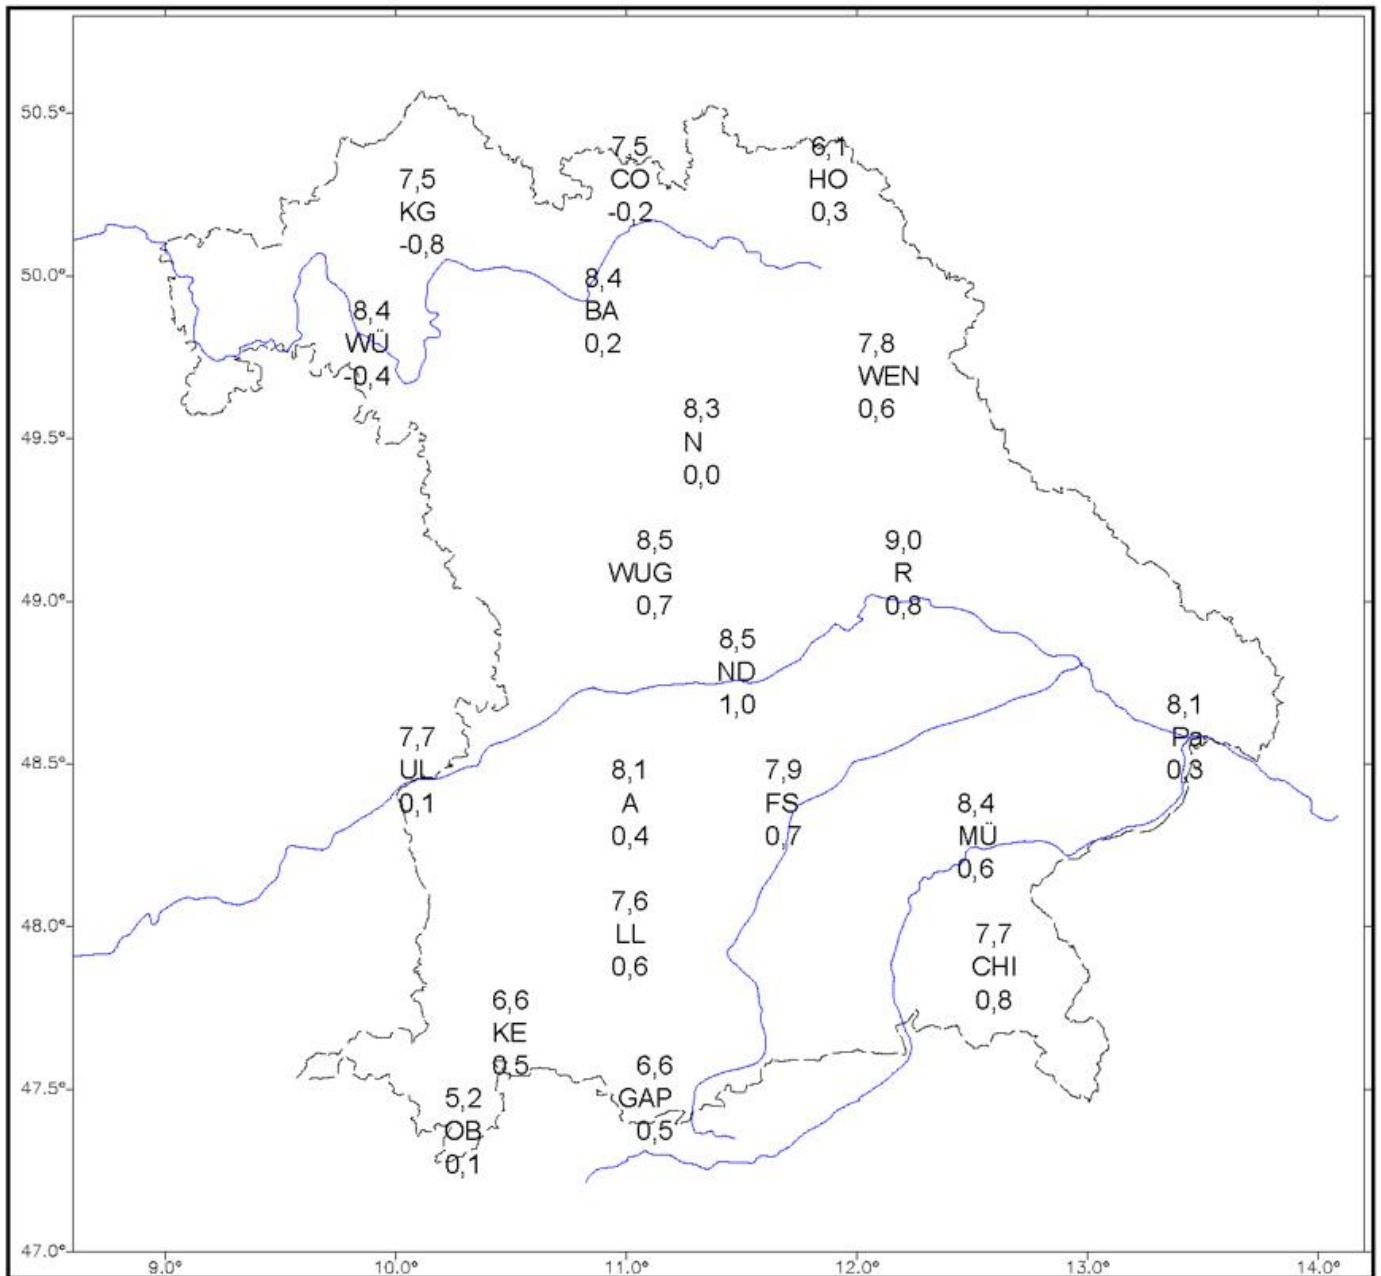 50.5°
7,5
CO
-0,2
6,1
HO
0,3
7,5
KG
-0,8
50.0°
8,4
BA
0,2
8,4
WÜ
-0,4
7,8
WEN
0,6
8,3
N
0,0
49.5°
8,5
WUG
0,7
9,0
R
0,8
49.0°
8,5
ND
1,0
8,1
Pa
0,3
7,7
UL
0,1
48.5°
8,1
A
0,4
7,9
FS
0,7
8,4
MÜ
0,6
7,6
LL
0,6
48.0°
7,7
CHI
0,8
6,6
KE
0,5
6,6
GAP
0,5
47.5°
5,2
OB
0,1
47.0°
9.0° 10.0° 11.0° 12.0° 13.0° 14.0°